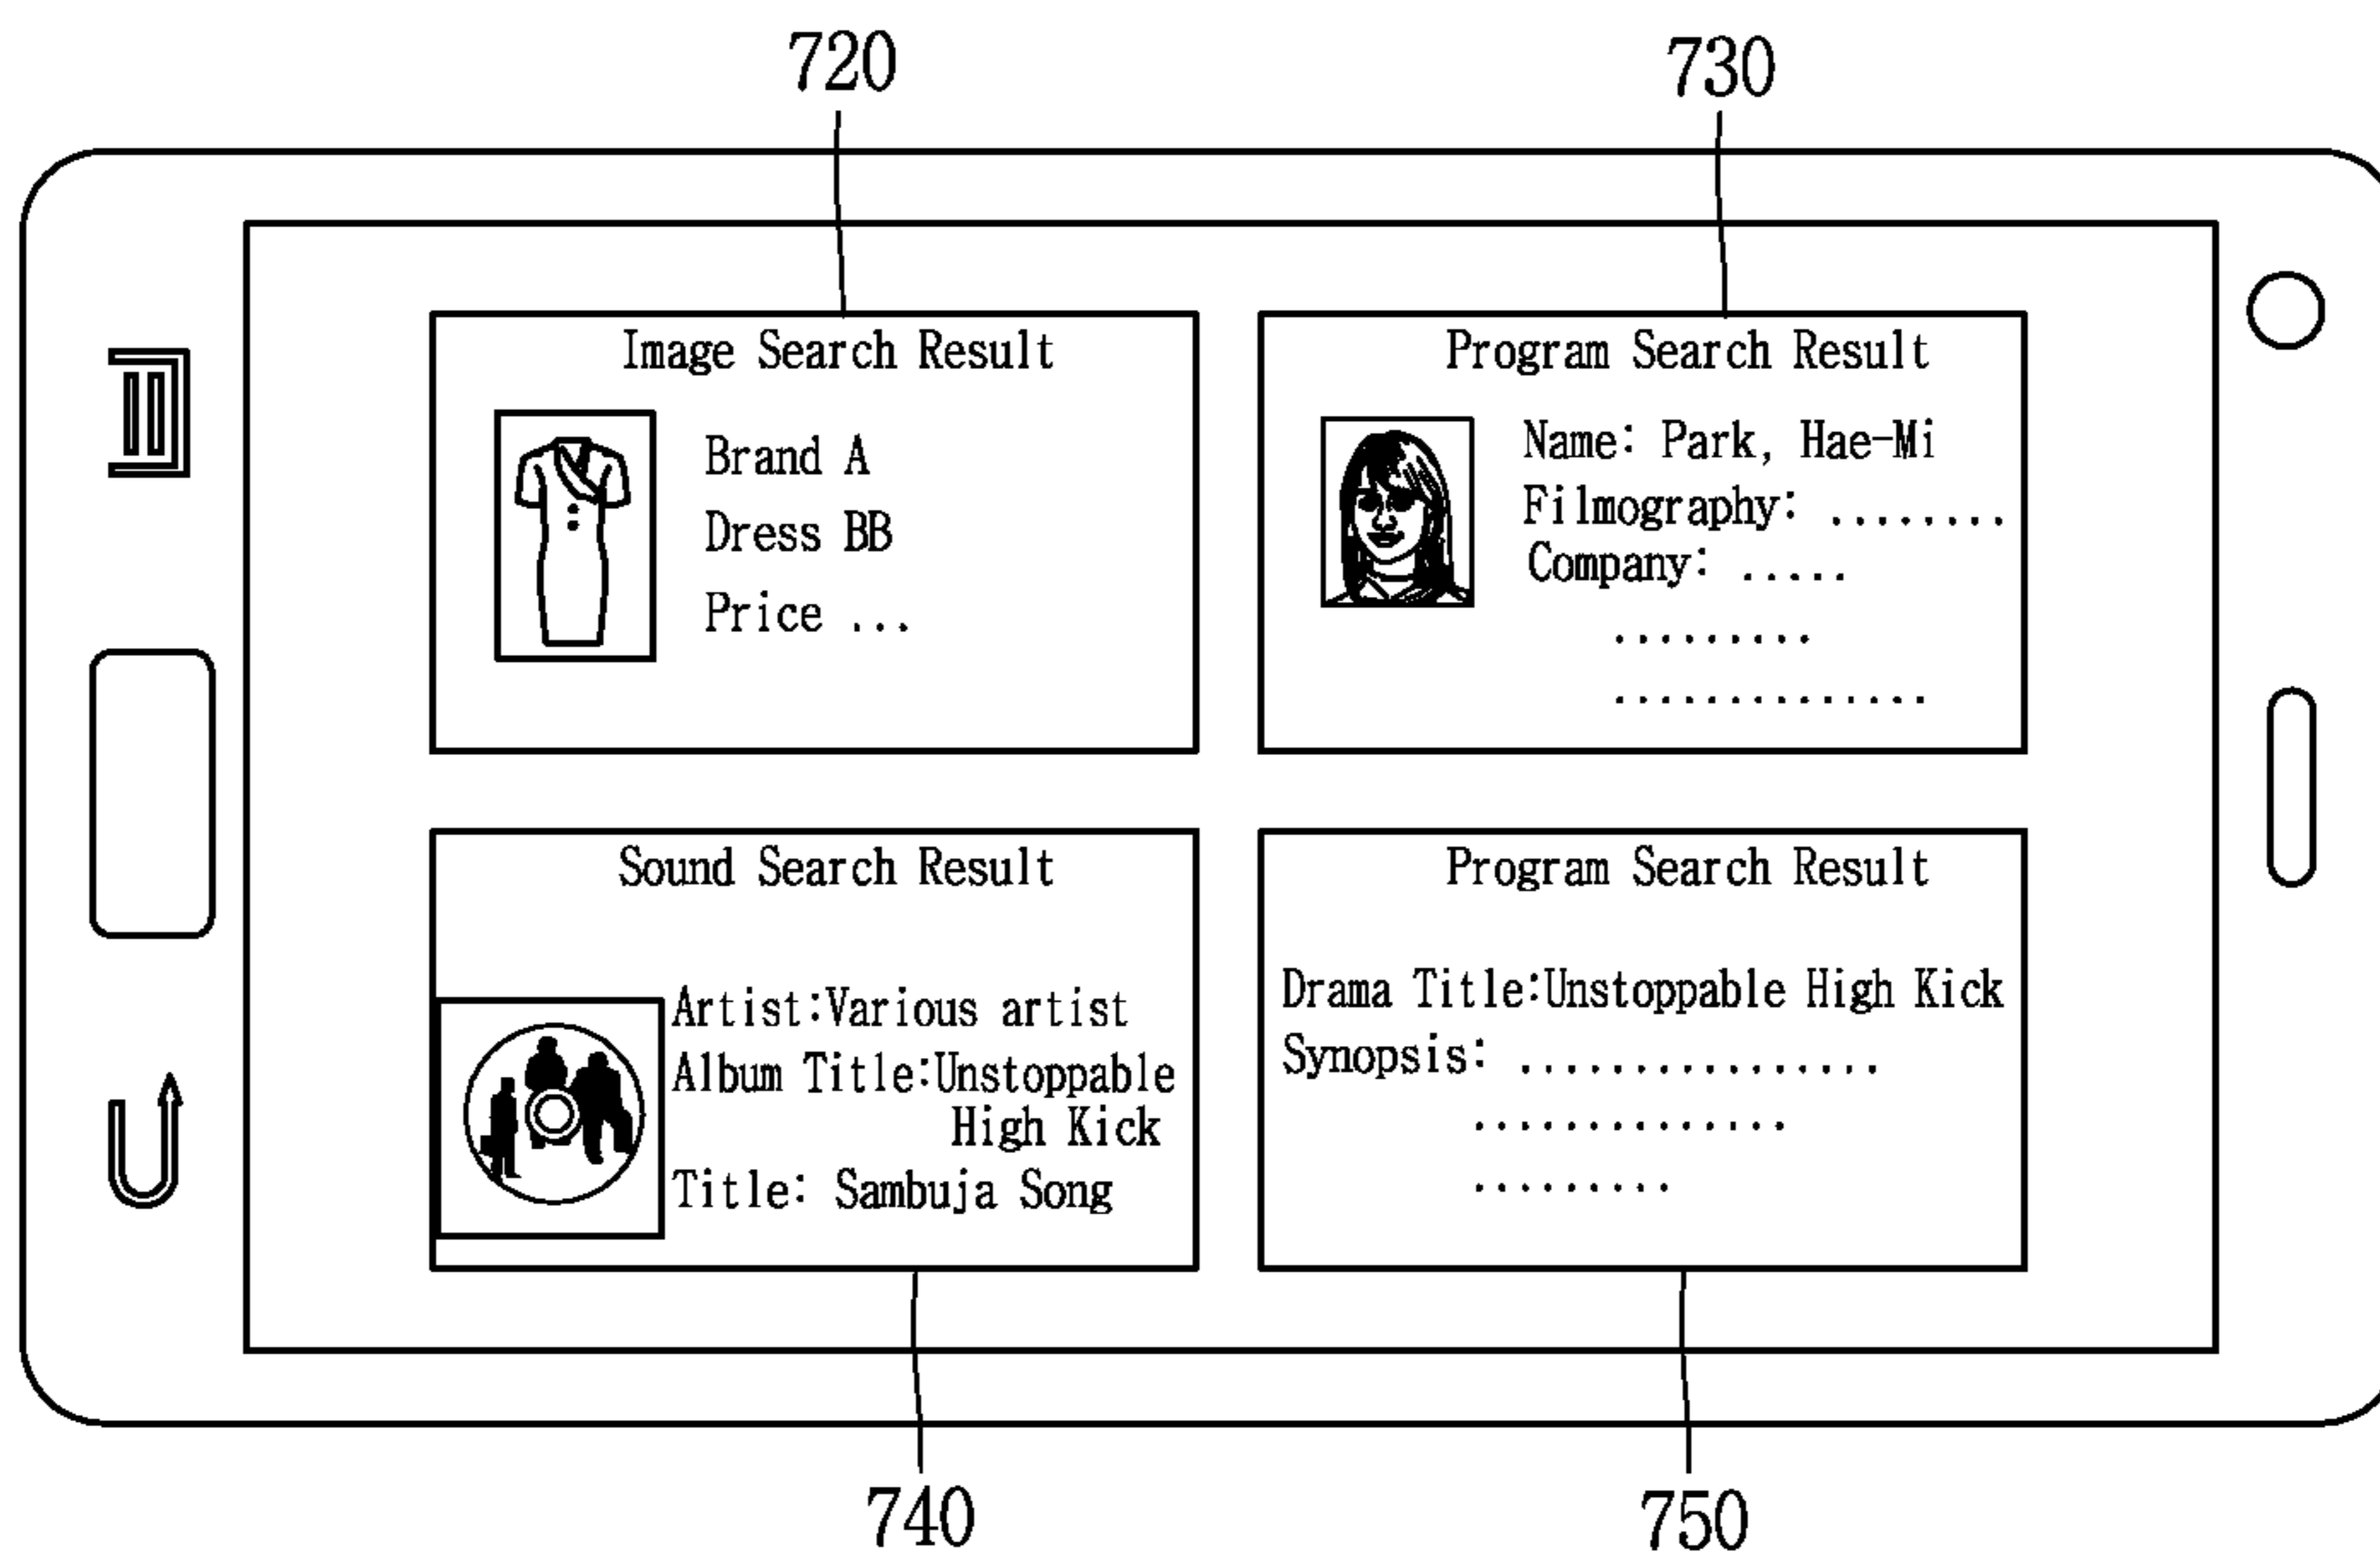 720
730
Image Search Result
Brand A
Dress BB
Price ...
Program Search Result
Name: Park, Hae-Mi
Filmography: ........
Company: .....
.........
..............
Sound Search Result
Artist:Various artist
Album Title:Unstoppable
High Kick
Title: Sambuja Song
Program Search Result
Drama Title:Unstoppable High Kick
Synopsis: ................
..............
.........
740
750